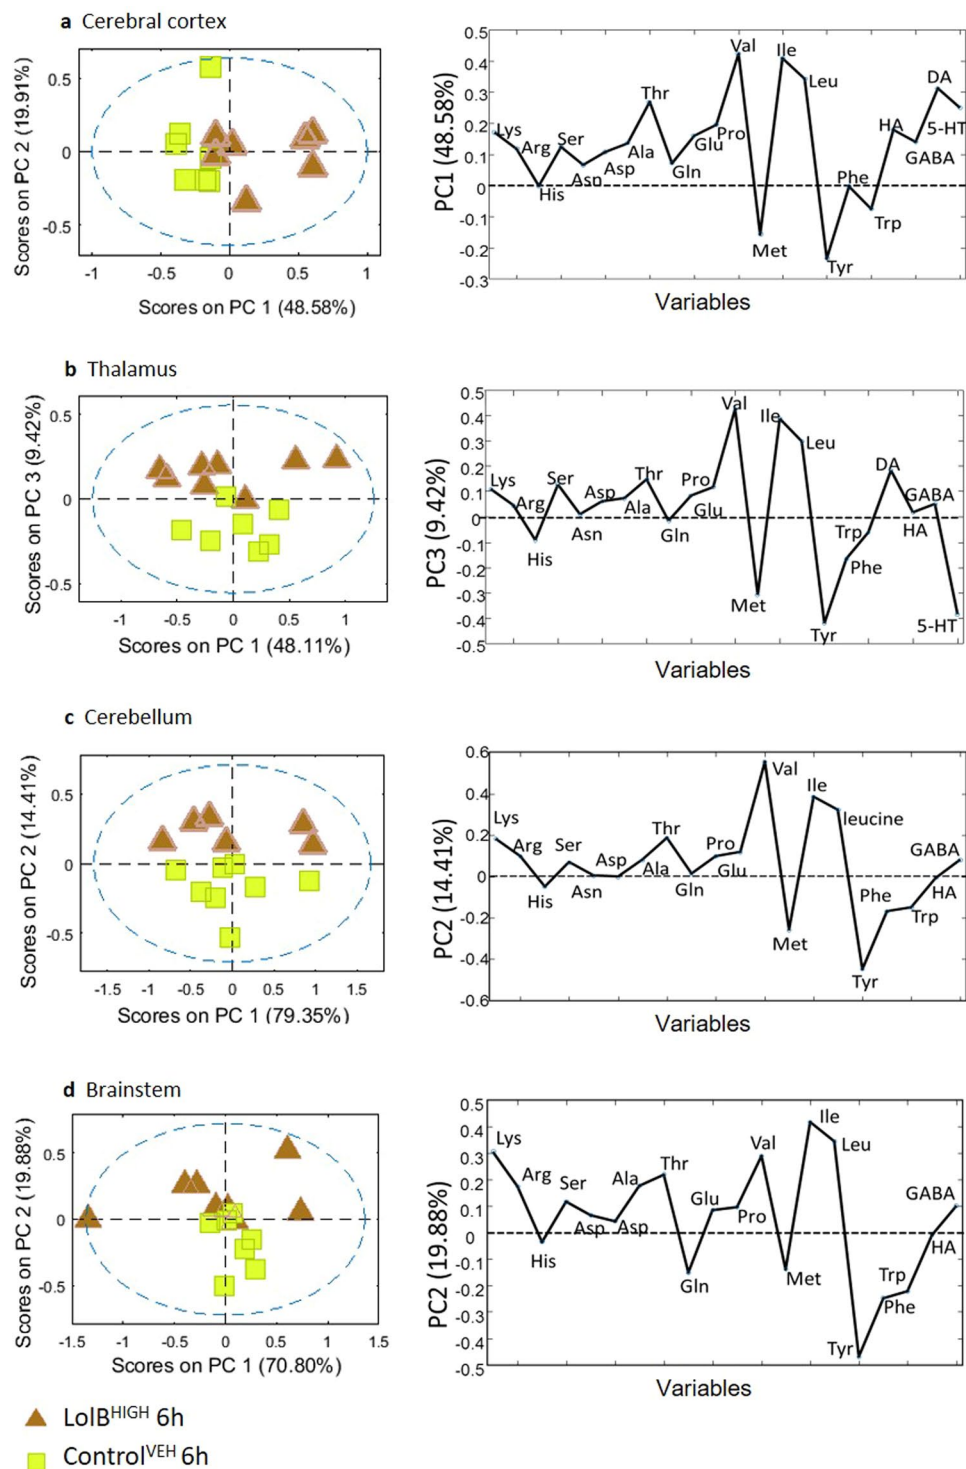 a Cerebral cortex
Scores on PC 2 (19.91%)
0.5
0
-0.5
-1
-0.5
0
0.5
1
Scores on PC 1 (48.58%)
PC1 (48.58%)
0.5
0.4
0.3
0.2
0.1
0
-0.1
-0.2
-0.3
Lys
Arg
His
Ser
Asn
Asp
Ala
Thr
Gln
Glu
Pro
Val
Met
Ile
Leu
Tyr
Phe
Trp
HA
GABA
DA
5-HT
Variables
b Thalamus
Scores on PC 3 (9.42%)
0.5
0
-0.5
-1
-0.5
0
0.5
1
Scores on PC 1 (48.11%)
PC3 (9.42%)
0.5
0.4
0.3
0.2
0.1
0
-0.1
-0.2
-0.3
-0.4
-0.5
Lys
Arg
His
Ser
Asn
Asp
Ala
Thr
Gln
Glu
Val
Met
Ile
Leu
Tyr
Phe
Trp
DA
HA
GABA
5-HT
Variables
c Cerebellum
Scores on PC 2 (14.41%)
0.5
0
-0.5
-1.5
-1
-0.5
0
0.5
1
1.5
Scores on PC 1 (79.35%)
PC2 (14.41%)
0.6
0.4
0.2
0
-0.2
-0.4
-0.6
Lys
Arg
His
Ser
Asn
Asp
Ala
Thr
Gln
Pro
Glu
Val
Met
Ile
leucine
Tyr
Phe
Trp
HA
GABA
Variables
d Brainstem
Scores on PC 2 (19.88%)
0.5
0
-0.5
-1.5
-1
-0.5
0
0.5
1
1.5
Scores on PC 1 (70.80%)
PC2 (19.88%)
0.5
0.4
0.3
0.2
0.1
0
-0.1
-0.2
-0.3
-0.4
-0.5
Lys
Arg
His
Ser
Asp
Asp
Ala
Thr
Gln
Glu
Pro
Val
Met
Ile
Leu
Tyr
Phe
Trp
HA
GABA
Variables
LolB^HIGH 6h
Control^VEH 6h